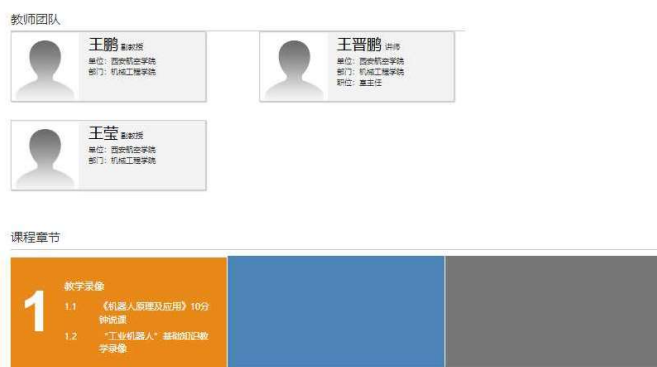 教师团队
王鹏 副教授
单位：西安航空学院
部门：机械工程学院
王晋鹏 讲师
单位：西安航空学院
部门：机械工程学院
职位：室主任
王莹 副教授
单位：西安航空学院
部门：机械工程学院
课程章节
1
教学录像
1.1 《机器人原理及应用》10分
钟说课
1.2 “工业机器人”基础知识教
学录像